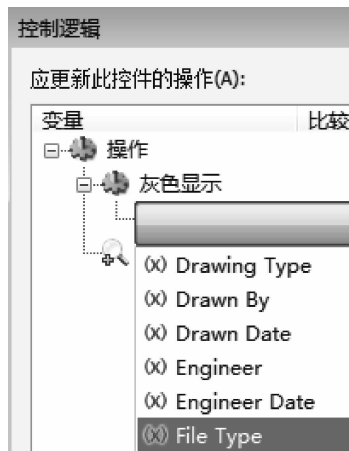 控制逻辑
应更新此控件的操作(A):
变量 比较
操作
灰色显示
(x) Drawing Type
(x) Drawn By
(x) Drawn Date
(x) Engineer
(x) Engineer Date
(x) File Type